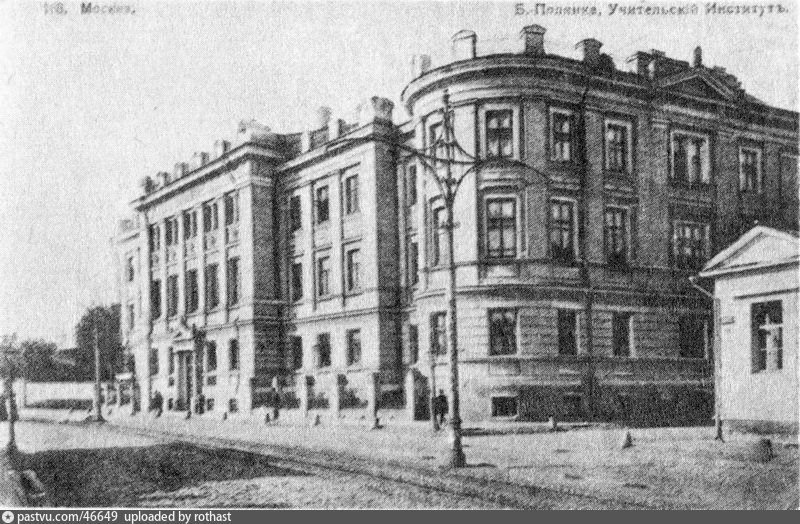 Москва.
Б. Полянка, Учительскій Институтъ.
pastvu.com/46649 uploaded by rothast